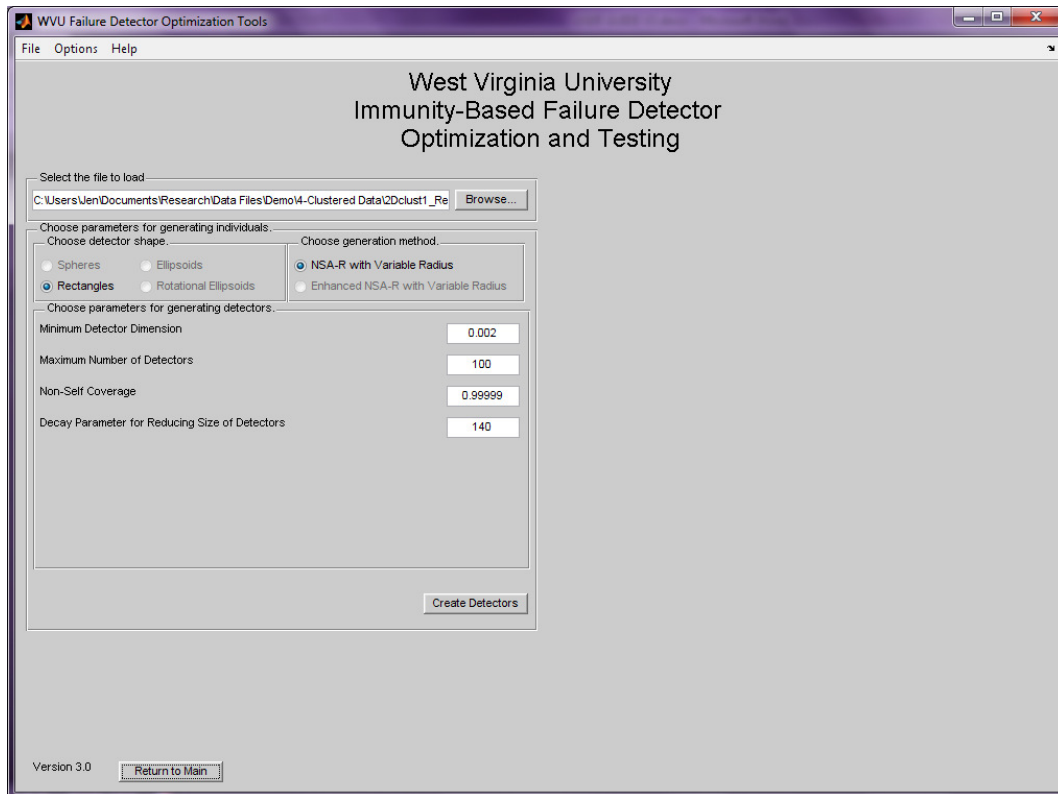 WVU Failure Detector Optimization Tools
File Options Help
West Virginia University
Immunity-Based Failure Detector
Optimization and Testing
Select the file to load
C:\Users\Jen\Documents\Research\Data Files\Demo\4-Clustered Data\2Dclust1_Re Browse...
Choose parameters for generating individuals.
Choose detector shape. Choose generation method.
Spheres Ellipsoids NSA-R with Variable Radius
Rectangles Rotational Ellipsoids Enhanced NSA-R with Variable Radius
Choose parameters for generating detectors.
Minimum Detector Dimension 0.002
Maximum Number of Detectors 100
Non-Self Coverage 0.99999
Decay Parameter for Reducing Size of Detectors 140
Create Detectors
Version 3.0 Return to Main